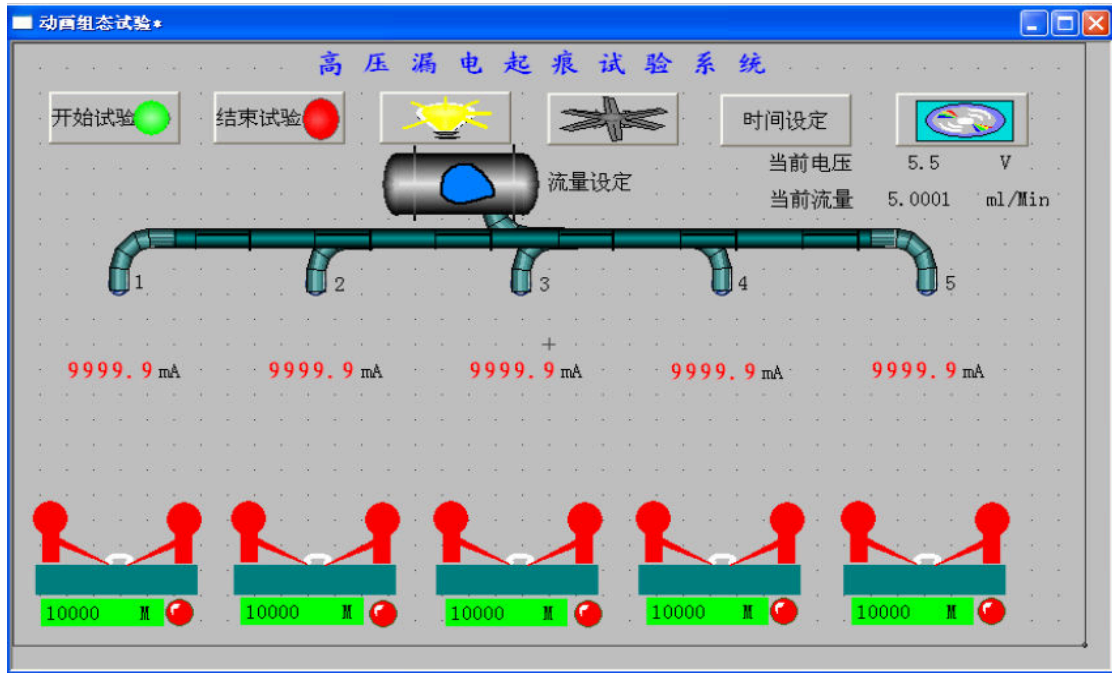 动画组态试验*
高压漏电起痕试验系统
开始试验 结束试验 时间设定
当前电压 5.5 V
流量设定
当前流量 5.0001 ml/Min
1 2 3 4 5
9999.9 mA 9999.9 mA 9999.9 mA 9999.9 mA 9999.9 mA
10000 M 10000 M 10000 M 10000 M 10000 M